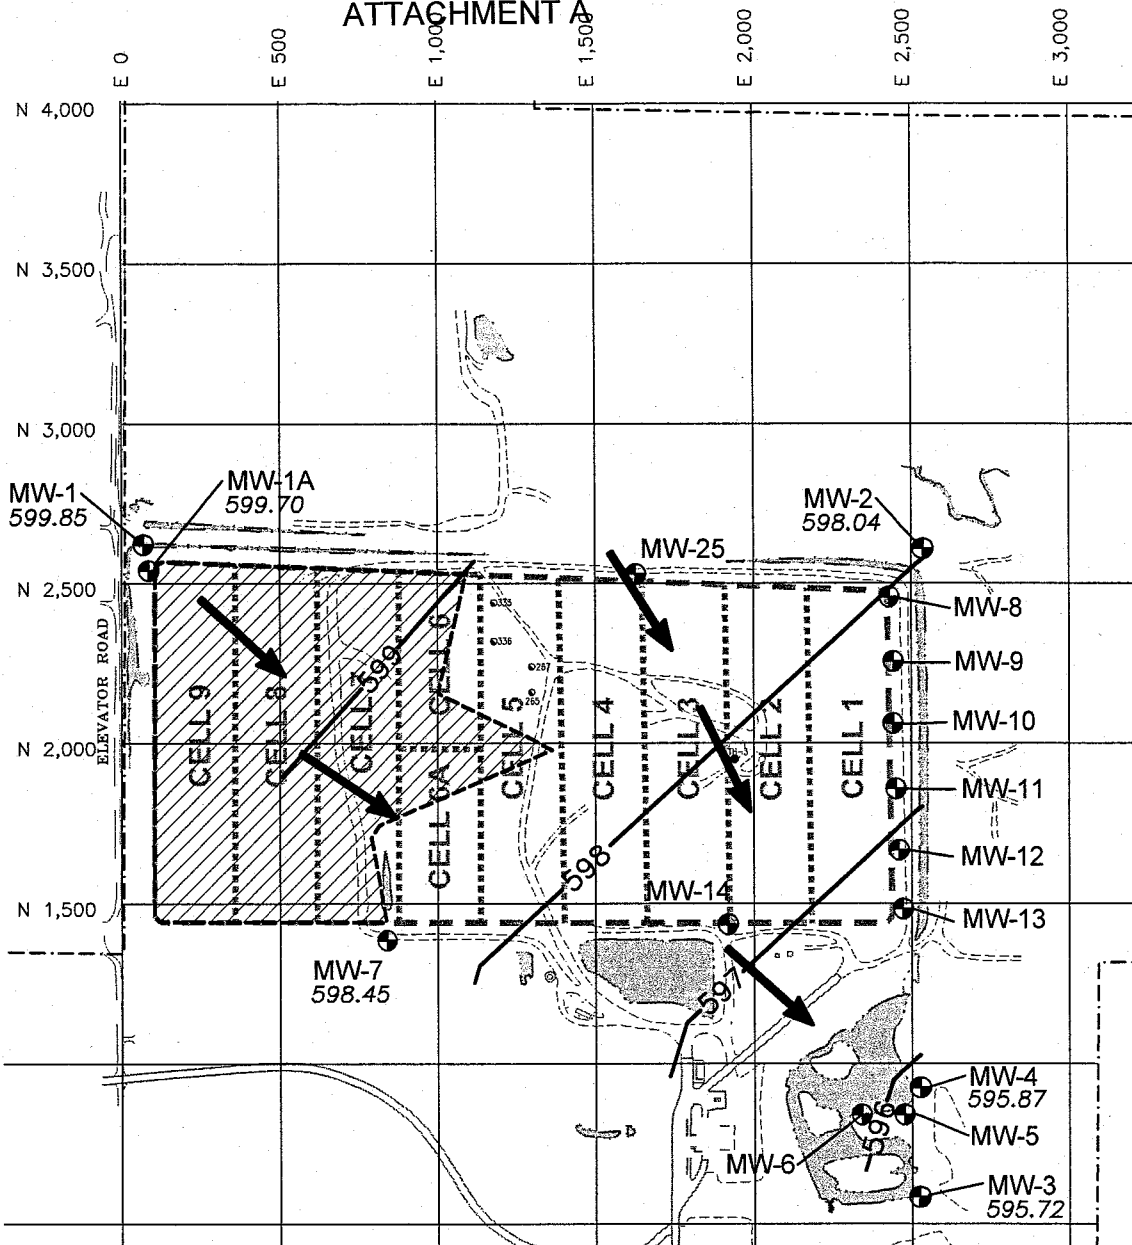 ATTACHMENT A
E 0
E 500
E 1,000
E 1,500
E 2,000
E 2,500
E 3,000
N 4,000
N 3,500
N 3,000
MW-1
599.85
MW-1A
599.70
MW-2
598.04
MW-25
N 2,500
MW-8
335
336
MW-9
267
265
ELEVATOR ROAD
599
CELL 9
CELL 8
CELL 7
CELL 6
CELL 6A
CELL 5
CELL 4
CELL 3
CELL 2
CELL 1
MW-10
N 2,000
MW-11
MW-12
598
MW-14
N 1,500
MW-13
MW-7
598.45
597
MW-4
595.87
596
MW-5
MW-6
MW-3
595.72